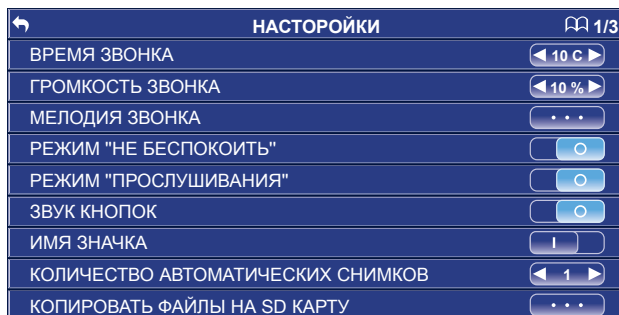 НАСТОРОЙКИ 1/3
ВРЕМЯ ЗВОНКА 10 С
ГРОМКОСТЬ ЗВОНКА 10 %
МЕЛОДИЯ ЗВОНКА • • •
РЕЖИМ "НЕ БЕСПОКОИТЬ"
РЕЖИМ "ПРОСЛУШИВАНИЯ"
ЗВУК КНОПОК
ИМЯ ЗНАЧКА
КОЛИЧЕСТВО АВТОМАТИЧЕСКИХ СНИМКОВ 1
КОПИРОВАТЬ ФАЙЛЫ НА SD КАРТУ • • •